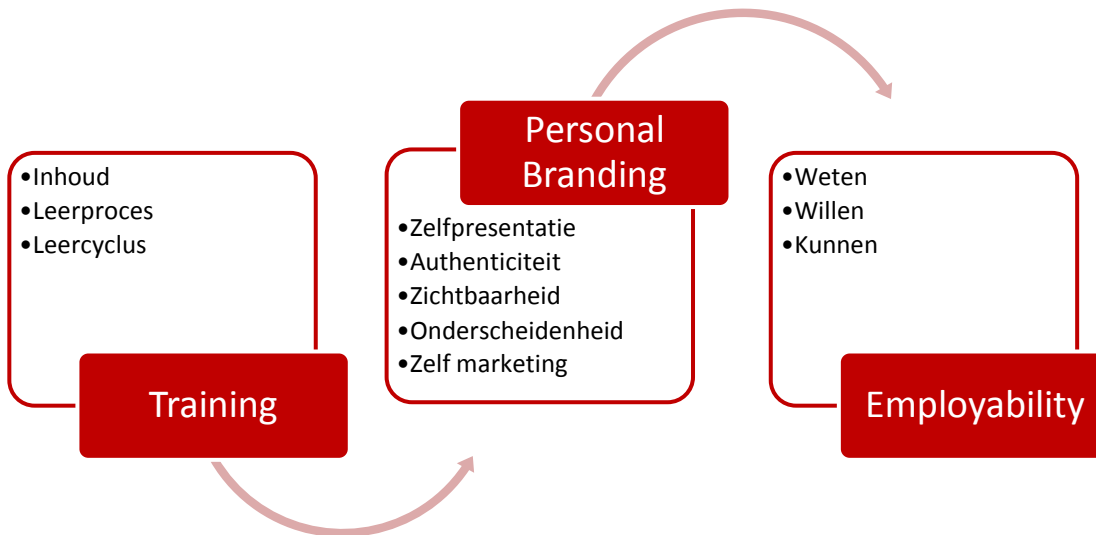 •Inhoud
•Leerproces
•Leercyclus
Training
Personal
Branding
•Zelfpresentatie
•Authenticiteit
•Zichtbaarheid
•Onderscheidenheid
•Zelf marketing
•Weten
•Willen
•Kunnen
Employability